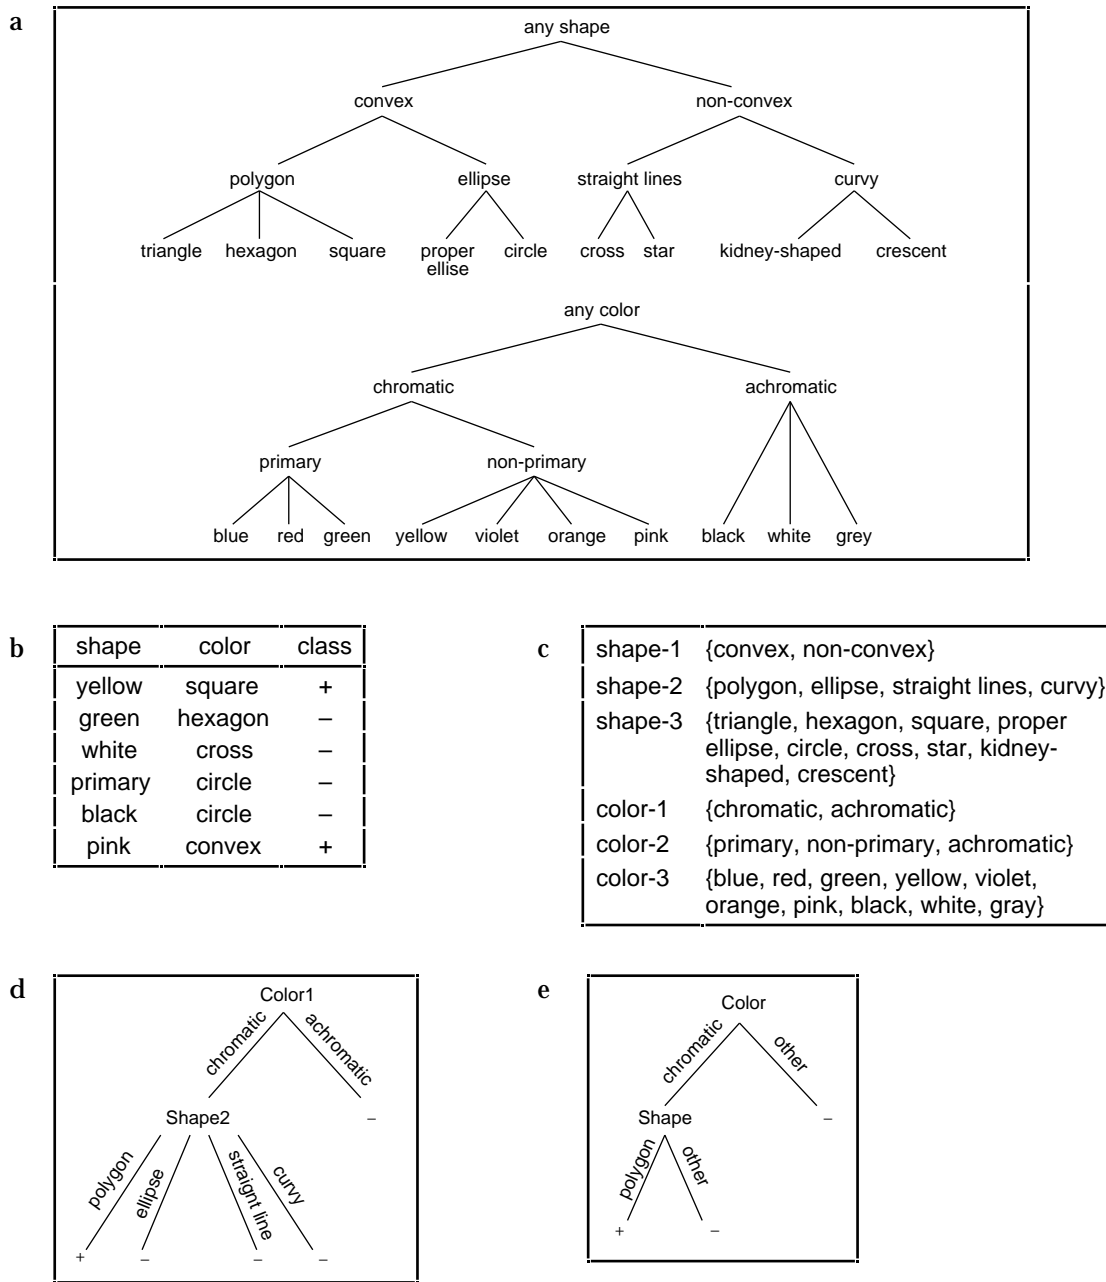 a
any shape
convex non-convex
polygon ellipse straight lines curvy
triangle hexagon square proper ellise circle cross star kidney-shaped crescent
any color
chromatic achromatic
primary non-primary
blue red green yellow violet orange pink black white grey
b
shape color class
yellow square +
green hexagon –
white cross –
primary circle –
black circle –
pink convex +
c
shape-1 {convex, non-convex}
shape-2 {polygon, ellipse, straight lines, curvy}
shape-3 {triangle, hexagon, square, proper
ellipse, circle, cross, star, kidney-
shaped, crescent}
color-1 {chromatic, achromatic}
color-2 {primary, non-primary, achromatic}
color-3 {blue, red, green, yellow, violet,
orange, pink, black, white, gray}
d
Color1
chromatic achromatic
Shape2 –
polygon ellipse straignt line curvy
+ – – –
e
Color
chromatic other
Shape –
polygon other
+ –